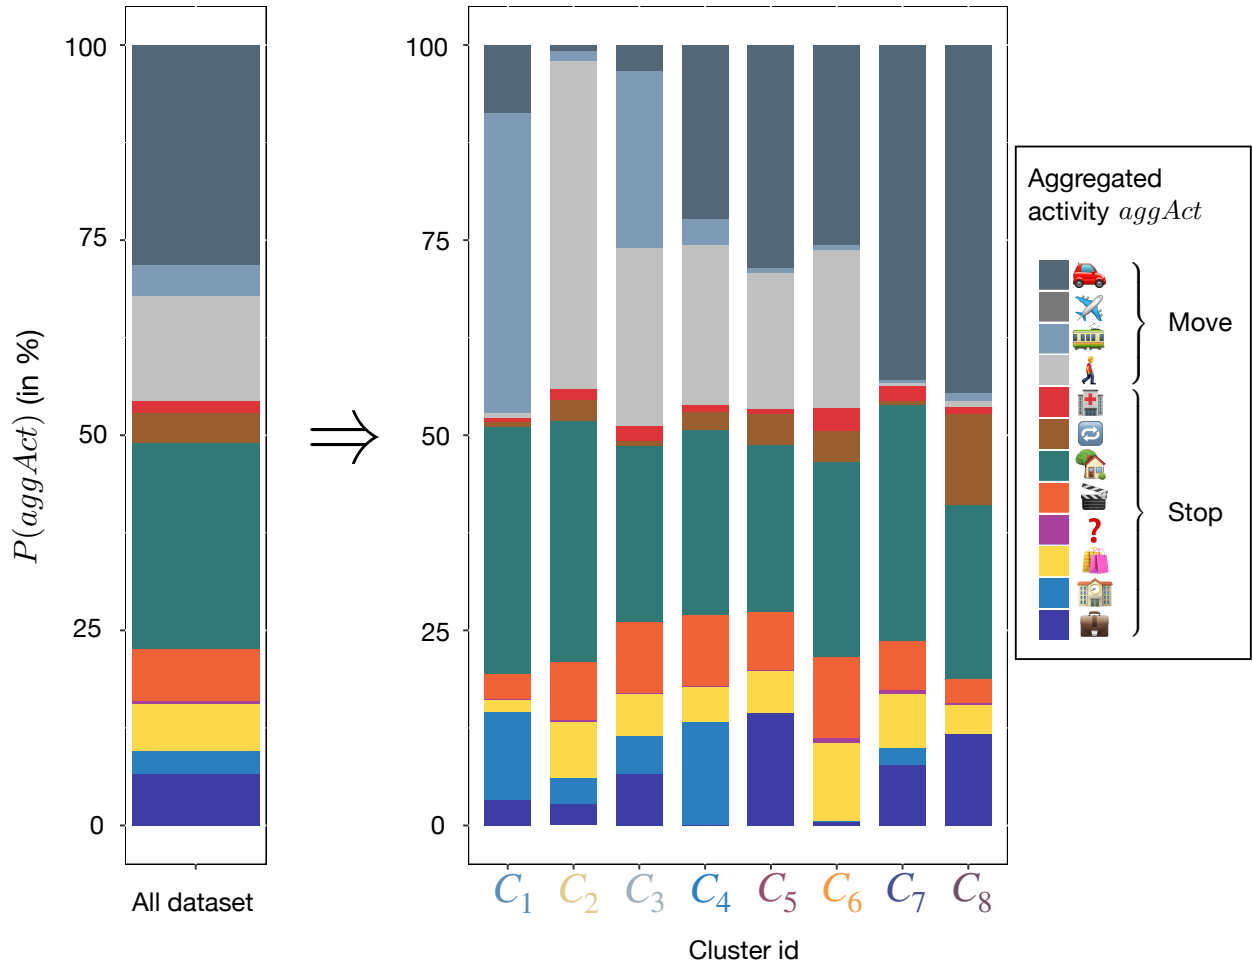 100
75
50
25
0
P(aggAct) (in %)
All dataset
⇒
100
75
50
25
0
C1 C2 C3 C4 C5 C6 C7 C8
Cluster id
Aggregated
activity aggAct
Move
Stop